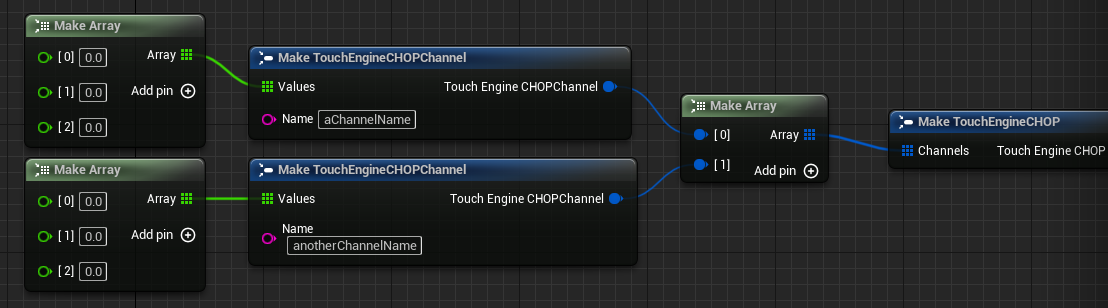 Make Array
[ 0] 0.0 Array
[ 1] 0.0 Add pin
[ 2] 0.0
Make TouchEngineCHOPChannel
Values Touch Engine CHOPChannel
Name aChannelName
Make Array
[ 0] Array
[ 1] Add pin
Make TouchEngineCHOP
Channels Touch Engine CHOP
Make Array
[ 0] 0.0 Array
[ 1] 0.0 Add pin
[ 2] 0.0
Make TouchEngineCHOPChannel
Values Touch Engine CHOPChannel
Name
anotherChannelName